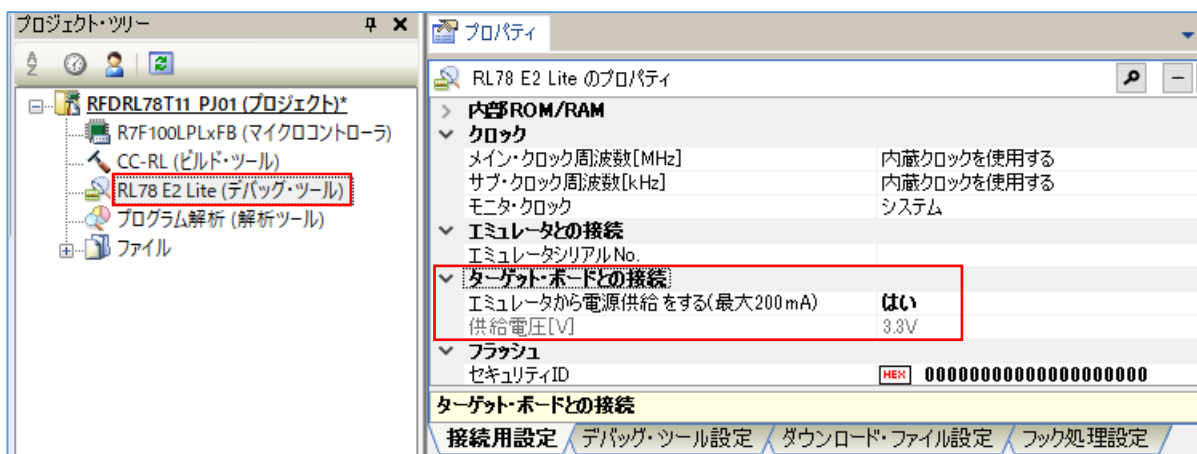 プロジェクト・ツリー
RFDRL78T11_PJ01 (プロジェクト)*
R7F100LPLxFB (マイクロコントローラ)
CC-RL (ビルド・ツール)
RL78 E2 Lite (デバッグ・ツール)
プログラム解析 (解析ツール)
ファイル
プロパティ
RL78 E2 Lite のプロパティ
内部ROM/RAM
クロック
メイン・クロック周波数[MHz] 内蔵クロックを使用する
サブ・クロック周波数[kHz] 内蔵クロックを使用する
モニタ・クロック システム
エミュレータとの接続
エミュレータシリアルNo.
ターゲット・ボードとの接続
エミュレータから電源供給をする(最大200mA) はい
供給電圧[V] 3.3V
フラッシュ
セキュリティID HEX 00000000000000000000
ターゲット・ボードとの接続
接続用設定 デバッグ・ツール設定 ダウンロード・ファイル設定 フック処理設定